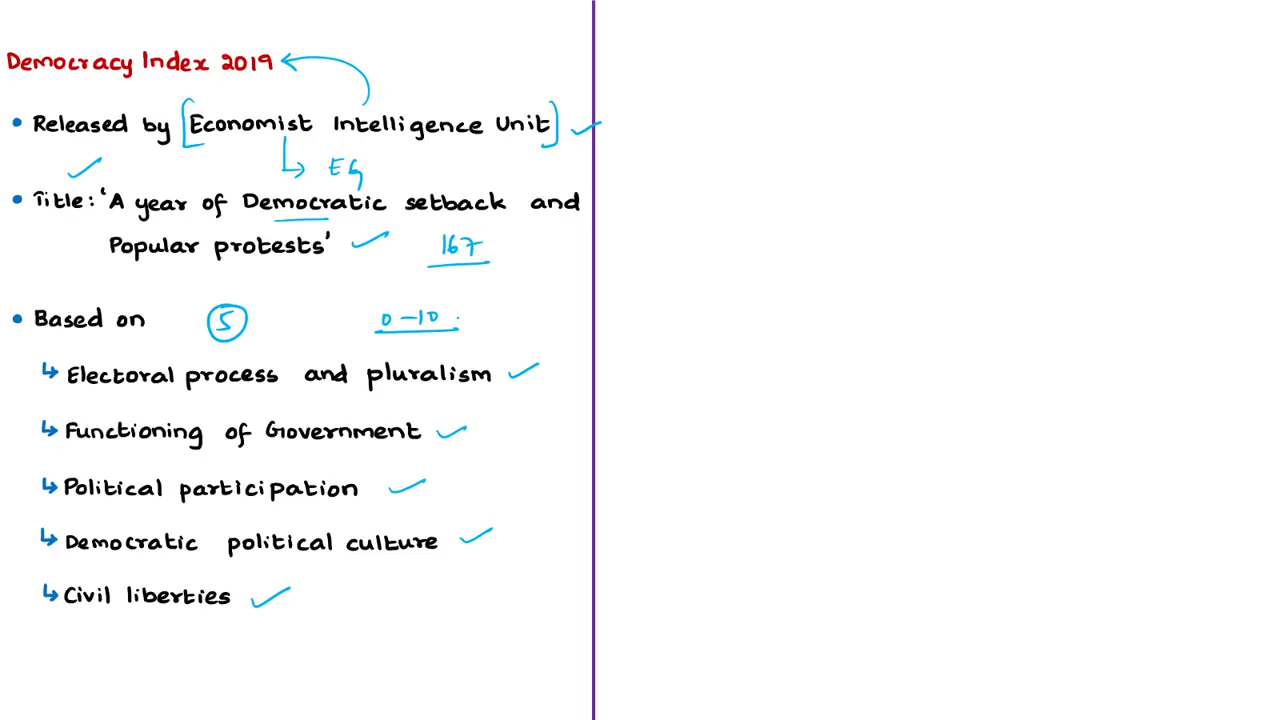 Democracy Index 2019
• Released by [Economist Intelligence Unit]
↳ EG
• Title: 'A year of Democratic setback and
Popular protests'
167
• Based on 5 0-10
↳ Electoral process and pluralism
↳ Functioning of Government
↳ Political participation
↳ Democratic political culture
↳ Civil liberties